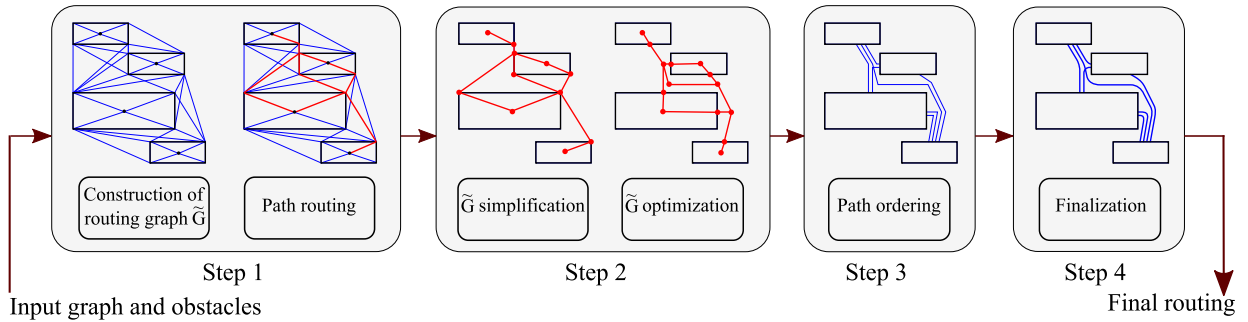 Construction of
routing graph G̃
Path routing
Step 1
G̃ simplification
G̃ optimization
Step 2
Path ordering
Step 3
Finalization
Step 4
Input graph and obstacles
Final routing